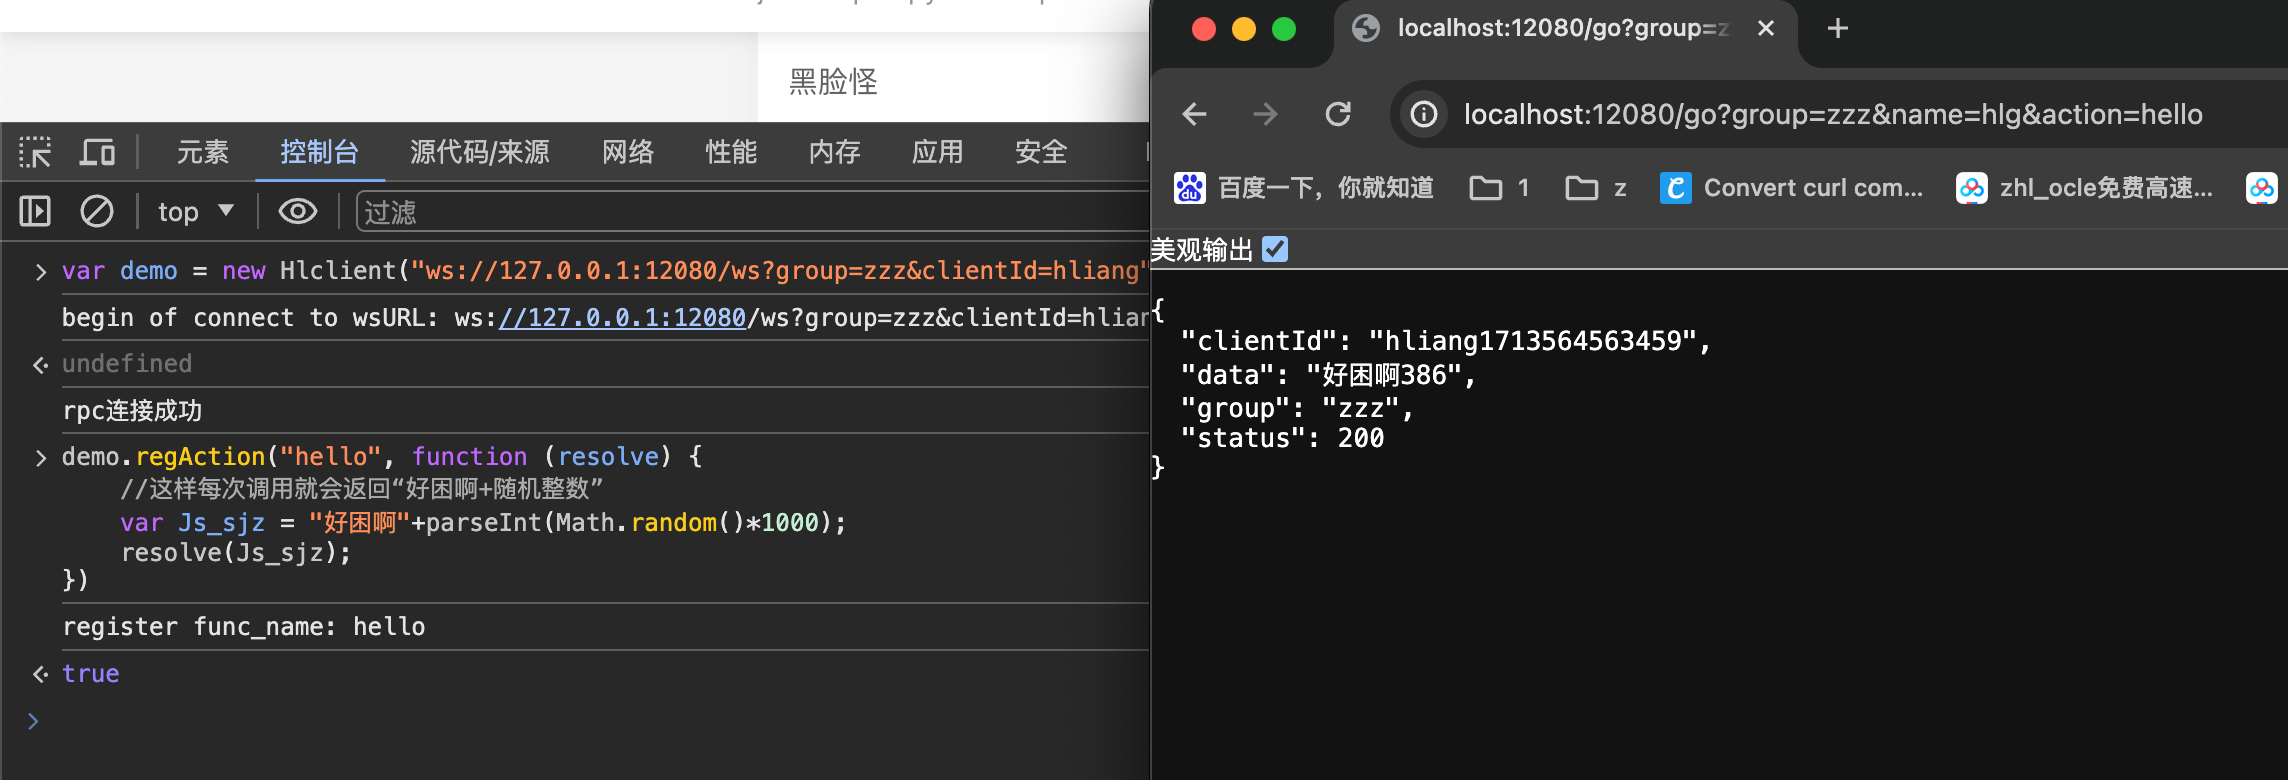 黑脸怪
元素 控制台 源代码/来源 网络 性能 内存 应用 安全
top 过滤
var demo = new Hlclient("ws://127.0.0.1:12080/ws?group=zzz&clientId=hliang"
begin of connect to wsURL: ws://127.0.0.1:12080/ws?group=zzz&clientId=hlian
undefined
rpc连接成功
demo.regAction("hello", function (resolve) {
//这样每次调用就会返回“好困啊+随机整数”
var Js_sjz = "好困啊"+parseInt(Math.random()*1000);
resolve(Js_sjz);
})
register func_name: hello
true
localhost:12080/go?group=z
localhost:12080/go?group=zzz&name=hlg&action=hello
百度一下，你就知道 1 z Convert curl com... zhl_ocle免费高速...
美观输出
{
"clientId": "hliang1713564563459",
"data": "好困啊386",
"group": "zzz",
"status": 200
}